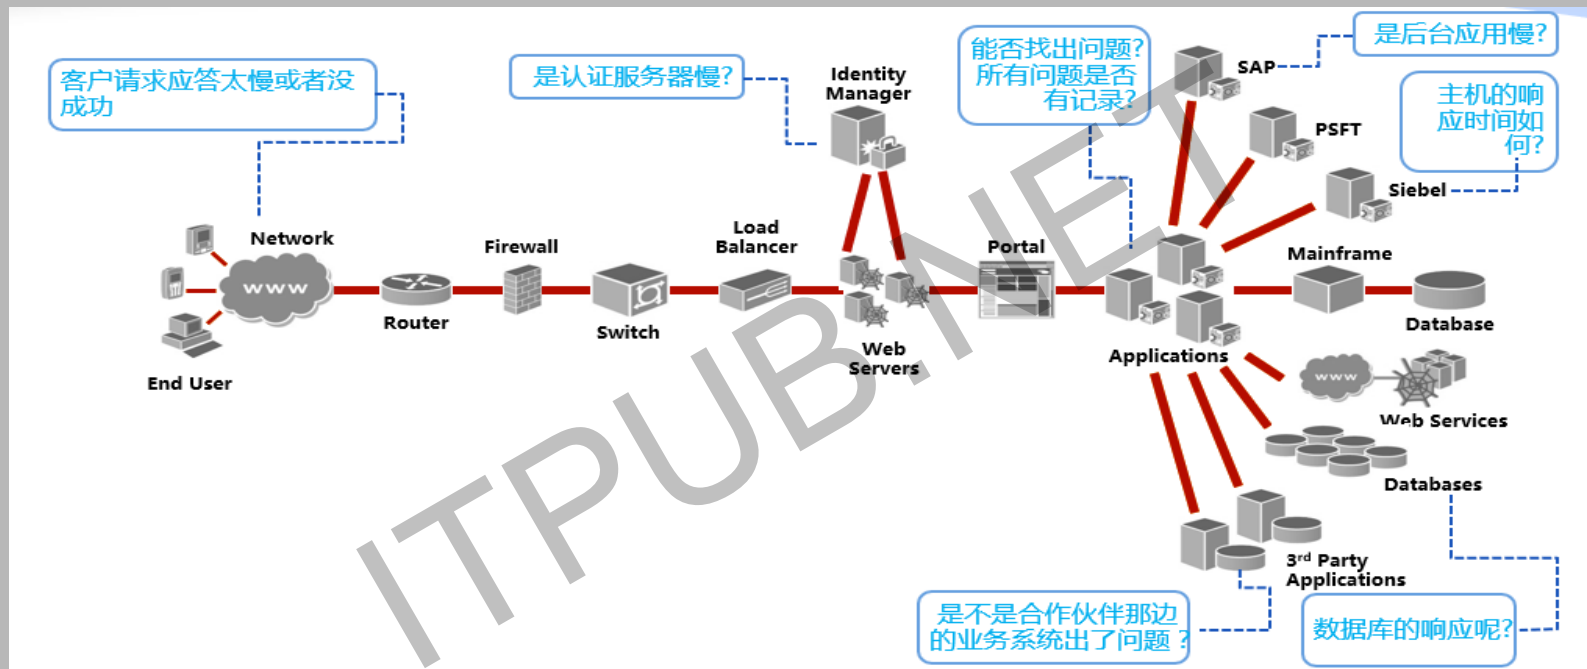 客户请求应答太慢或者没
成功
是认证服务器慢?
Identity
Manager
能否找出问题?
所有问题是否
有记录?
是后台应用慢?
SAP
主机的响
应时间如
何?
PSFT
Siebel
Network
www
Firewall
Load
Balancer
Portal
Mainframe
Router
Switch
Web
Servers
Applications
Database
End User
www
Web Services
Databases
3rd Party
Applications
是不是合作伙伴那边
的业务系统出了问题?
数据库的响应呢?
ITPUB.NET